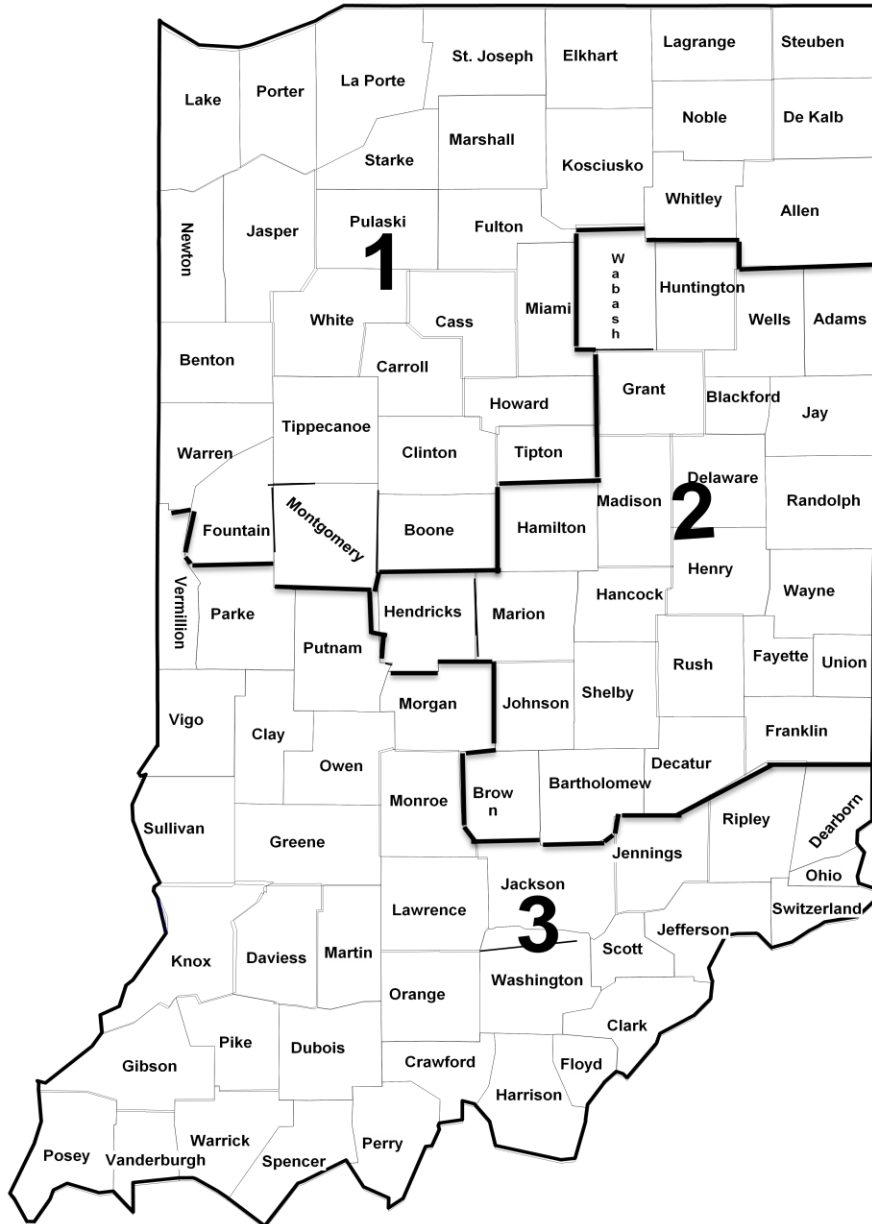 St. Joseph
Elkhart
Lagrange
Steuben
Lake
Porter
La Porte
Noble
De Kalb
Marshall
Starke
Kosciusko
Whitley
Allen
Newton
Jasper
Pulaski
Fulton
1
Wabash
Huntington
Miami
White
Cass
Wells
Adams
Benton
Carroll
Grant
Blackford
Jay
Howard
Tippecanoe
Warren
Clinton
Tipton
Delaware
Madison
2
Randolph
Fountain
Montgomery
Boone
Hamilton
Henry
Wayne
Vermillion
Parke
Hendricks
Marion
Hancock
Putnam
Rush
Fayette
Union
Morgan
Johnson
Shelby
Vigo
Clay
Owen
Franklin
Decatur
Bartholomew
Brow
n
Monroe
Sullivan
Greene
Ripley
Dearborn
Jennings
Ohio
Jackson
Lawrence
3
Switzerland
Jefferson
Scott
Knox
Daviess
Martin
Washington
Orange
Clark
Pike
Dubois
Gibson
Crawford
Floyd
Harrison
Posey
Vanderburgh
Warrick
Spencer
Perry